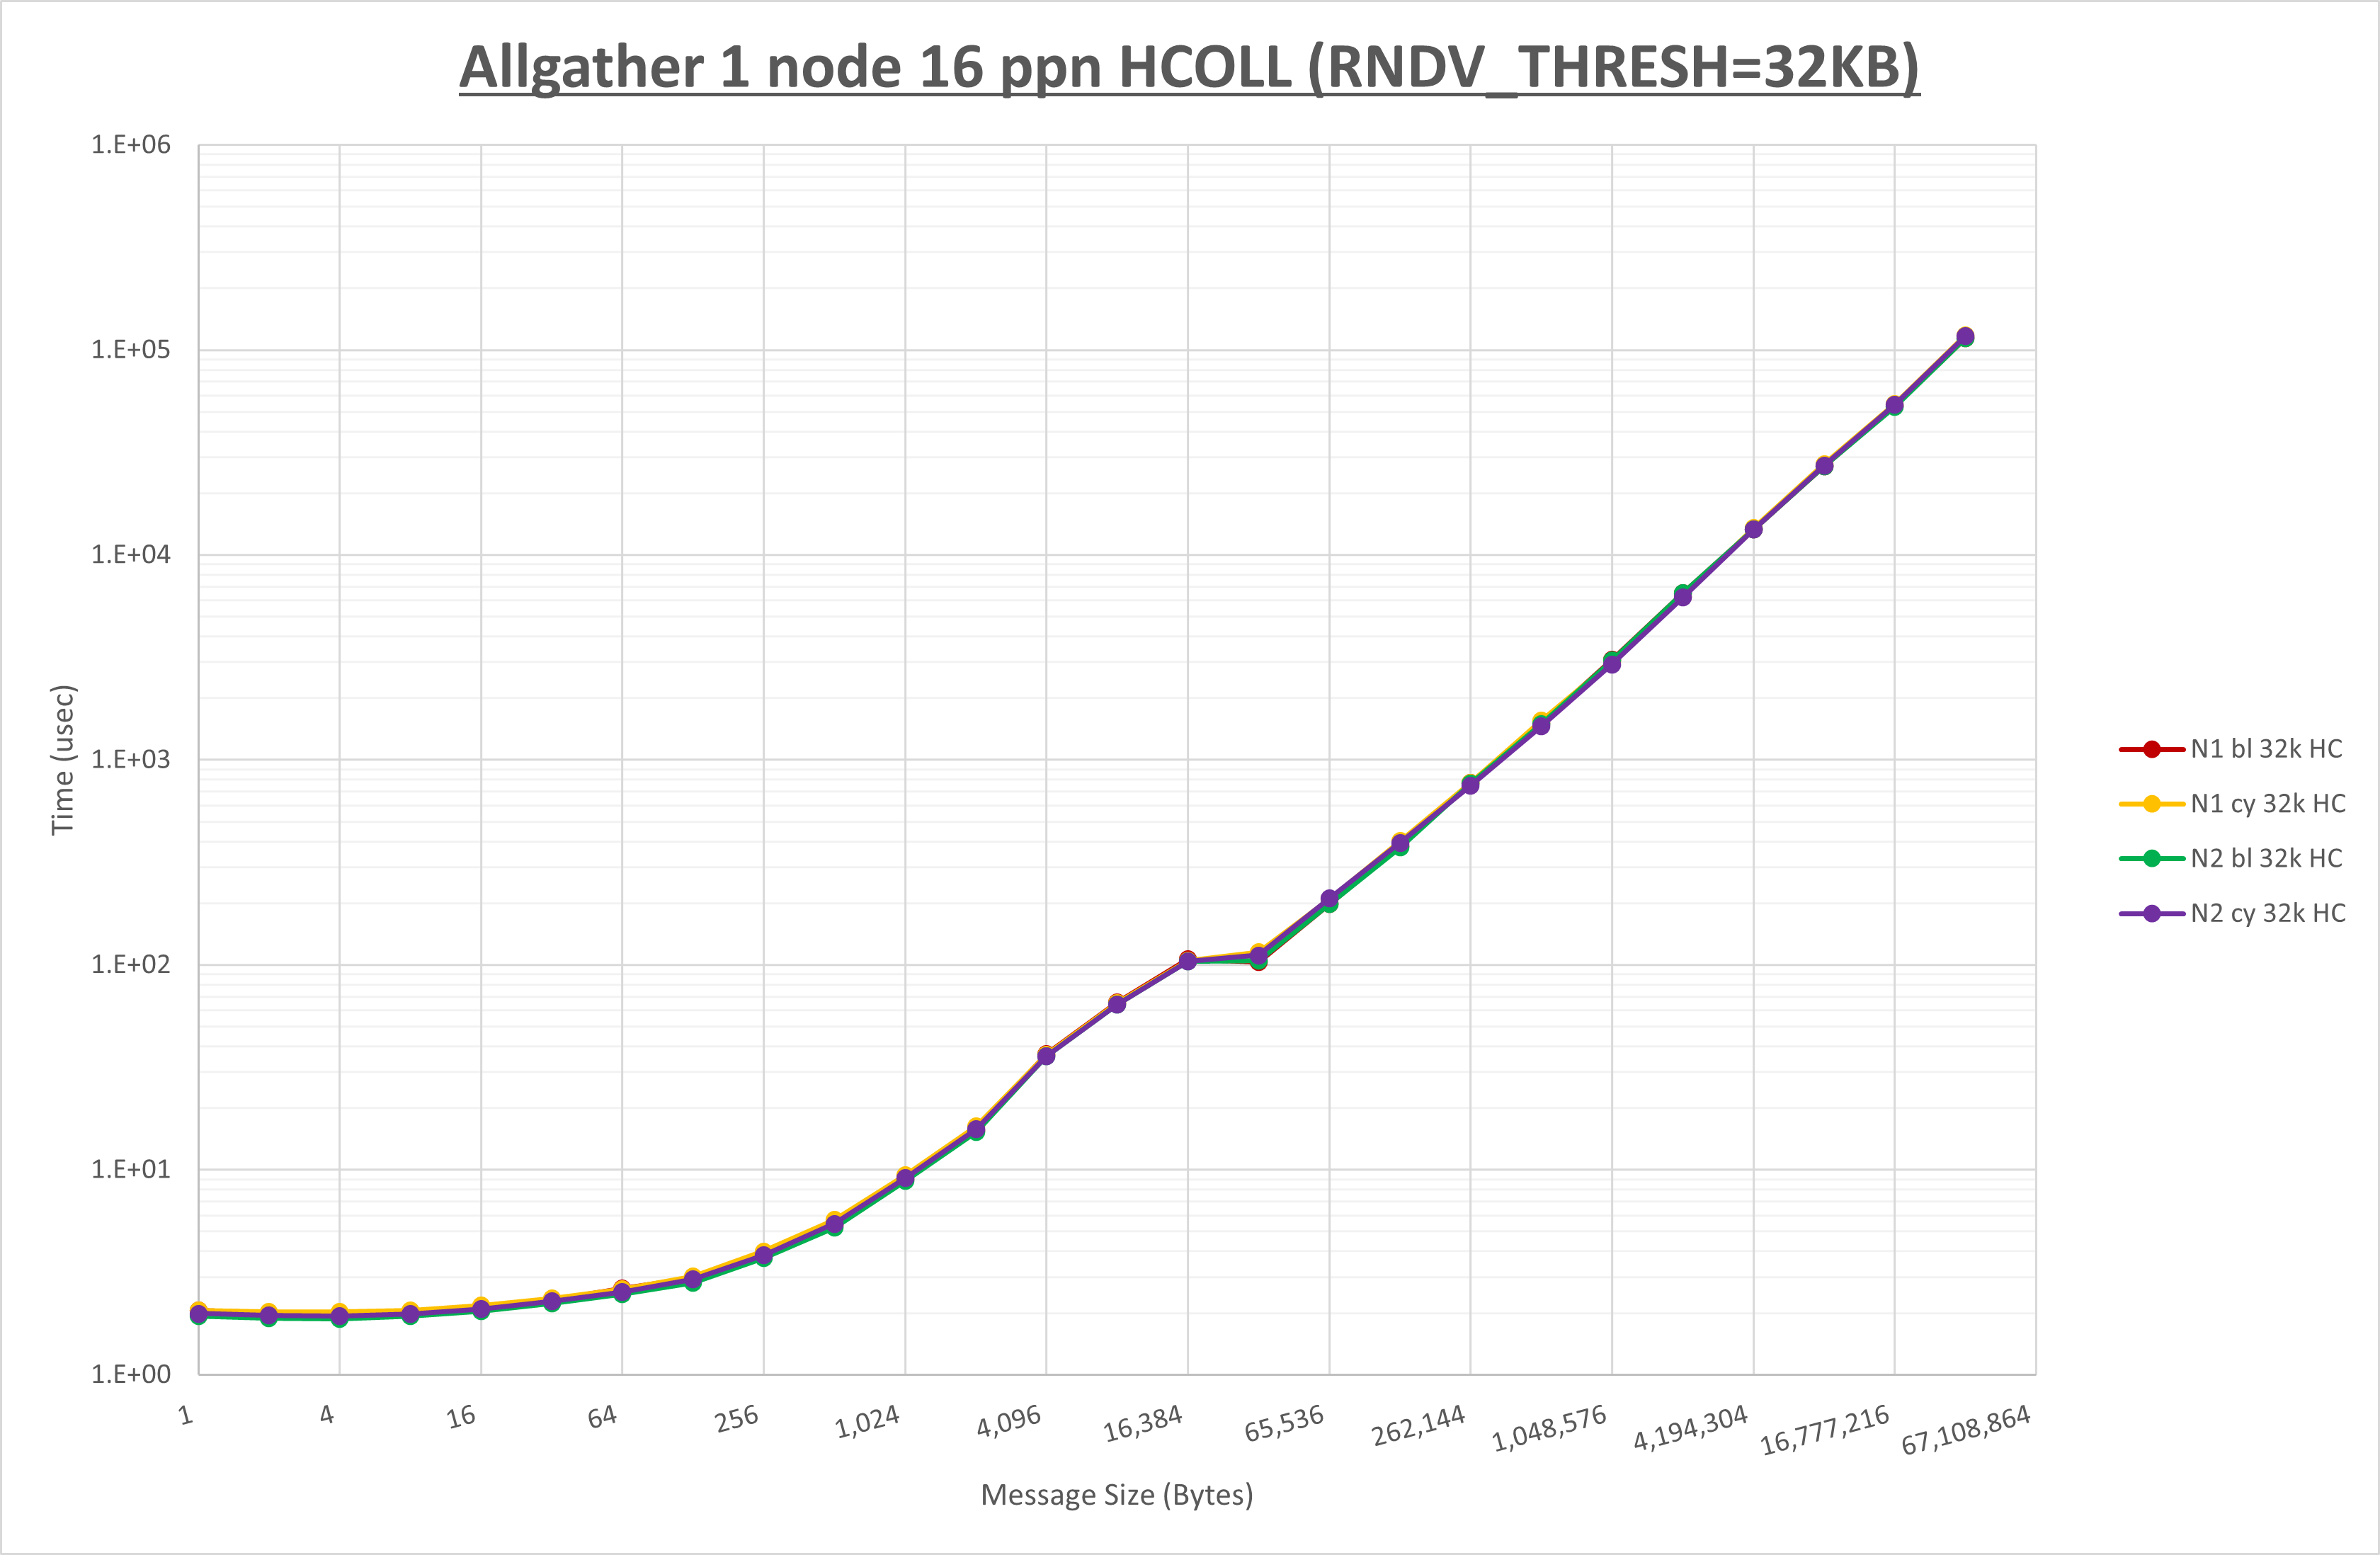 Allgather 1 node 16 ppn HCOLL (RNDV_THRESH=32KB)
1.E+06
1.E+05
1.E+04
1.E+03
1.E+02
1.E+01
1.E+00
Time (usec)
1
4
16
64
256
1,024
4,096
16,384
65,536
262,144
1,048,576
4,194,304
16,777,216
67,108,864
Message Size (Bytes)
N1 bl 32k HC
N1 cy 32k HC
N2 bl 32k HC
N2 cy 32k HC